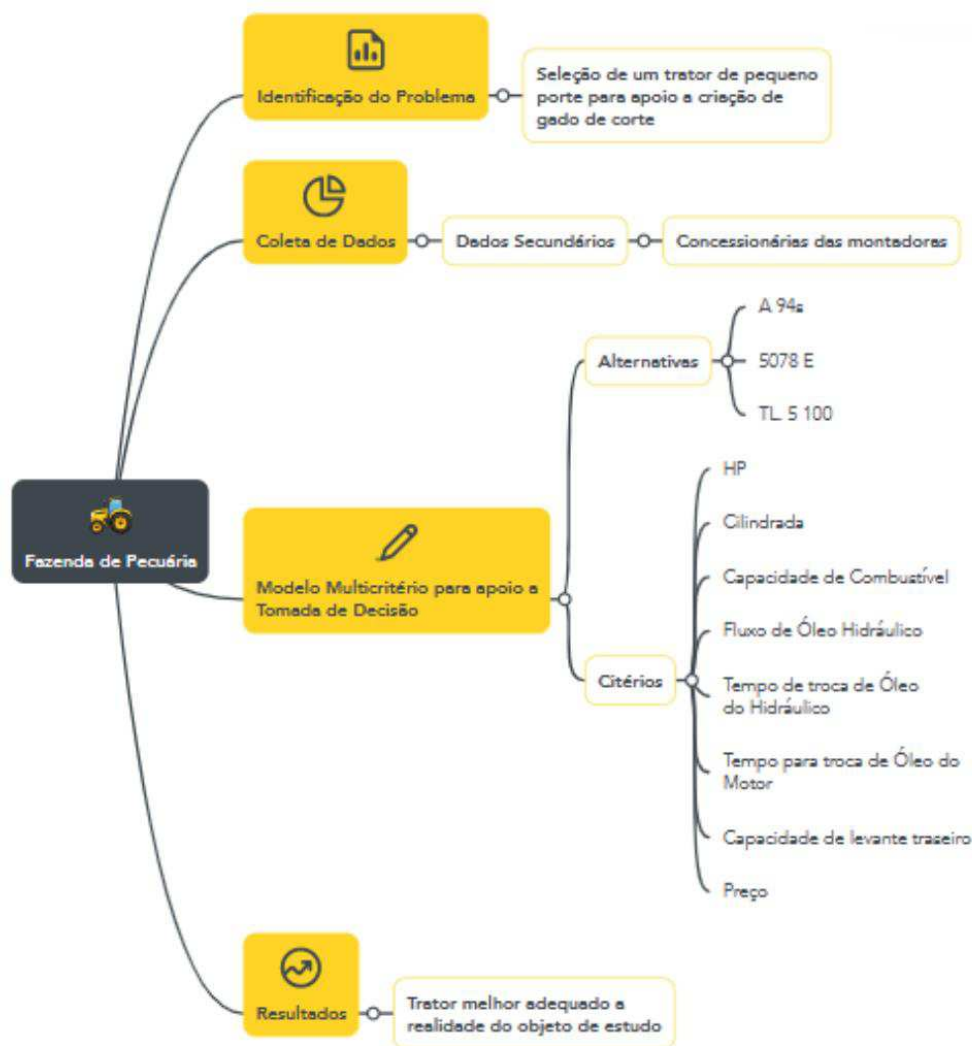 Identificação do Problema
Seleção de um trator de pequeno
porte para apoio a criação de
gado de corte
Coleta de Dados
Dados Secundários
Concessionárias das montadoras
Fazenda de Pecuária
Modelo Multicritério para apoio a
Tomada de Decisão
Alternativas
A 94s
5078 E
TL. 5 100
Citérios
HP
Cilindrada
Capacidade de Combustível
Fluxo de Óleo Hidráulico
Tempo de troca de Óleo
do Hidráulico
Tempo para troca de Óleo do
Motor
Capacidade de levante traseiro
Preço
Resultados
Trator melhor adequado a
realidade do objeto de estudo